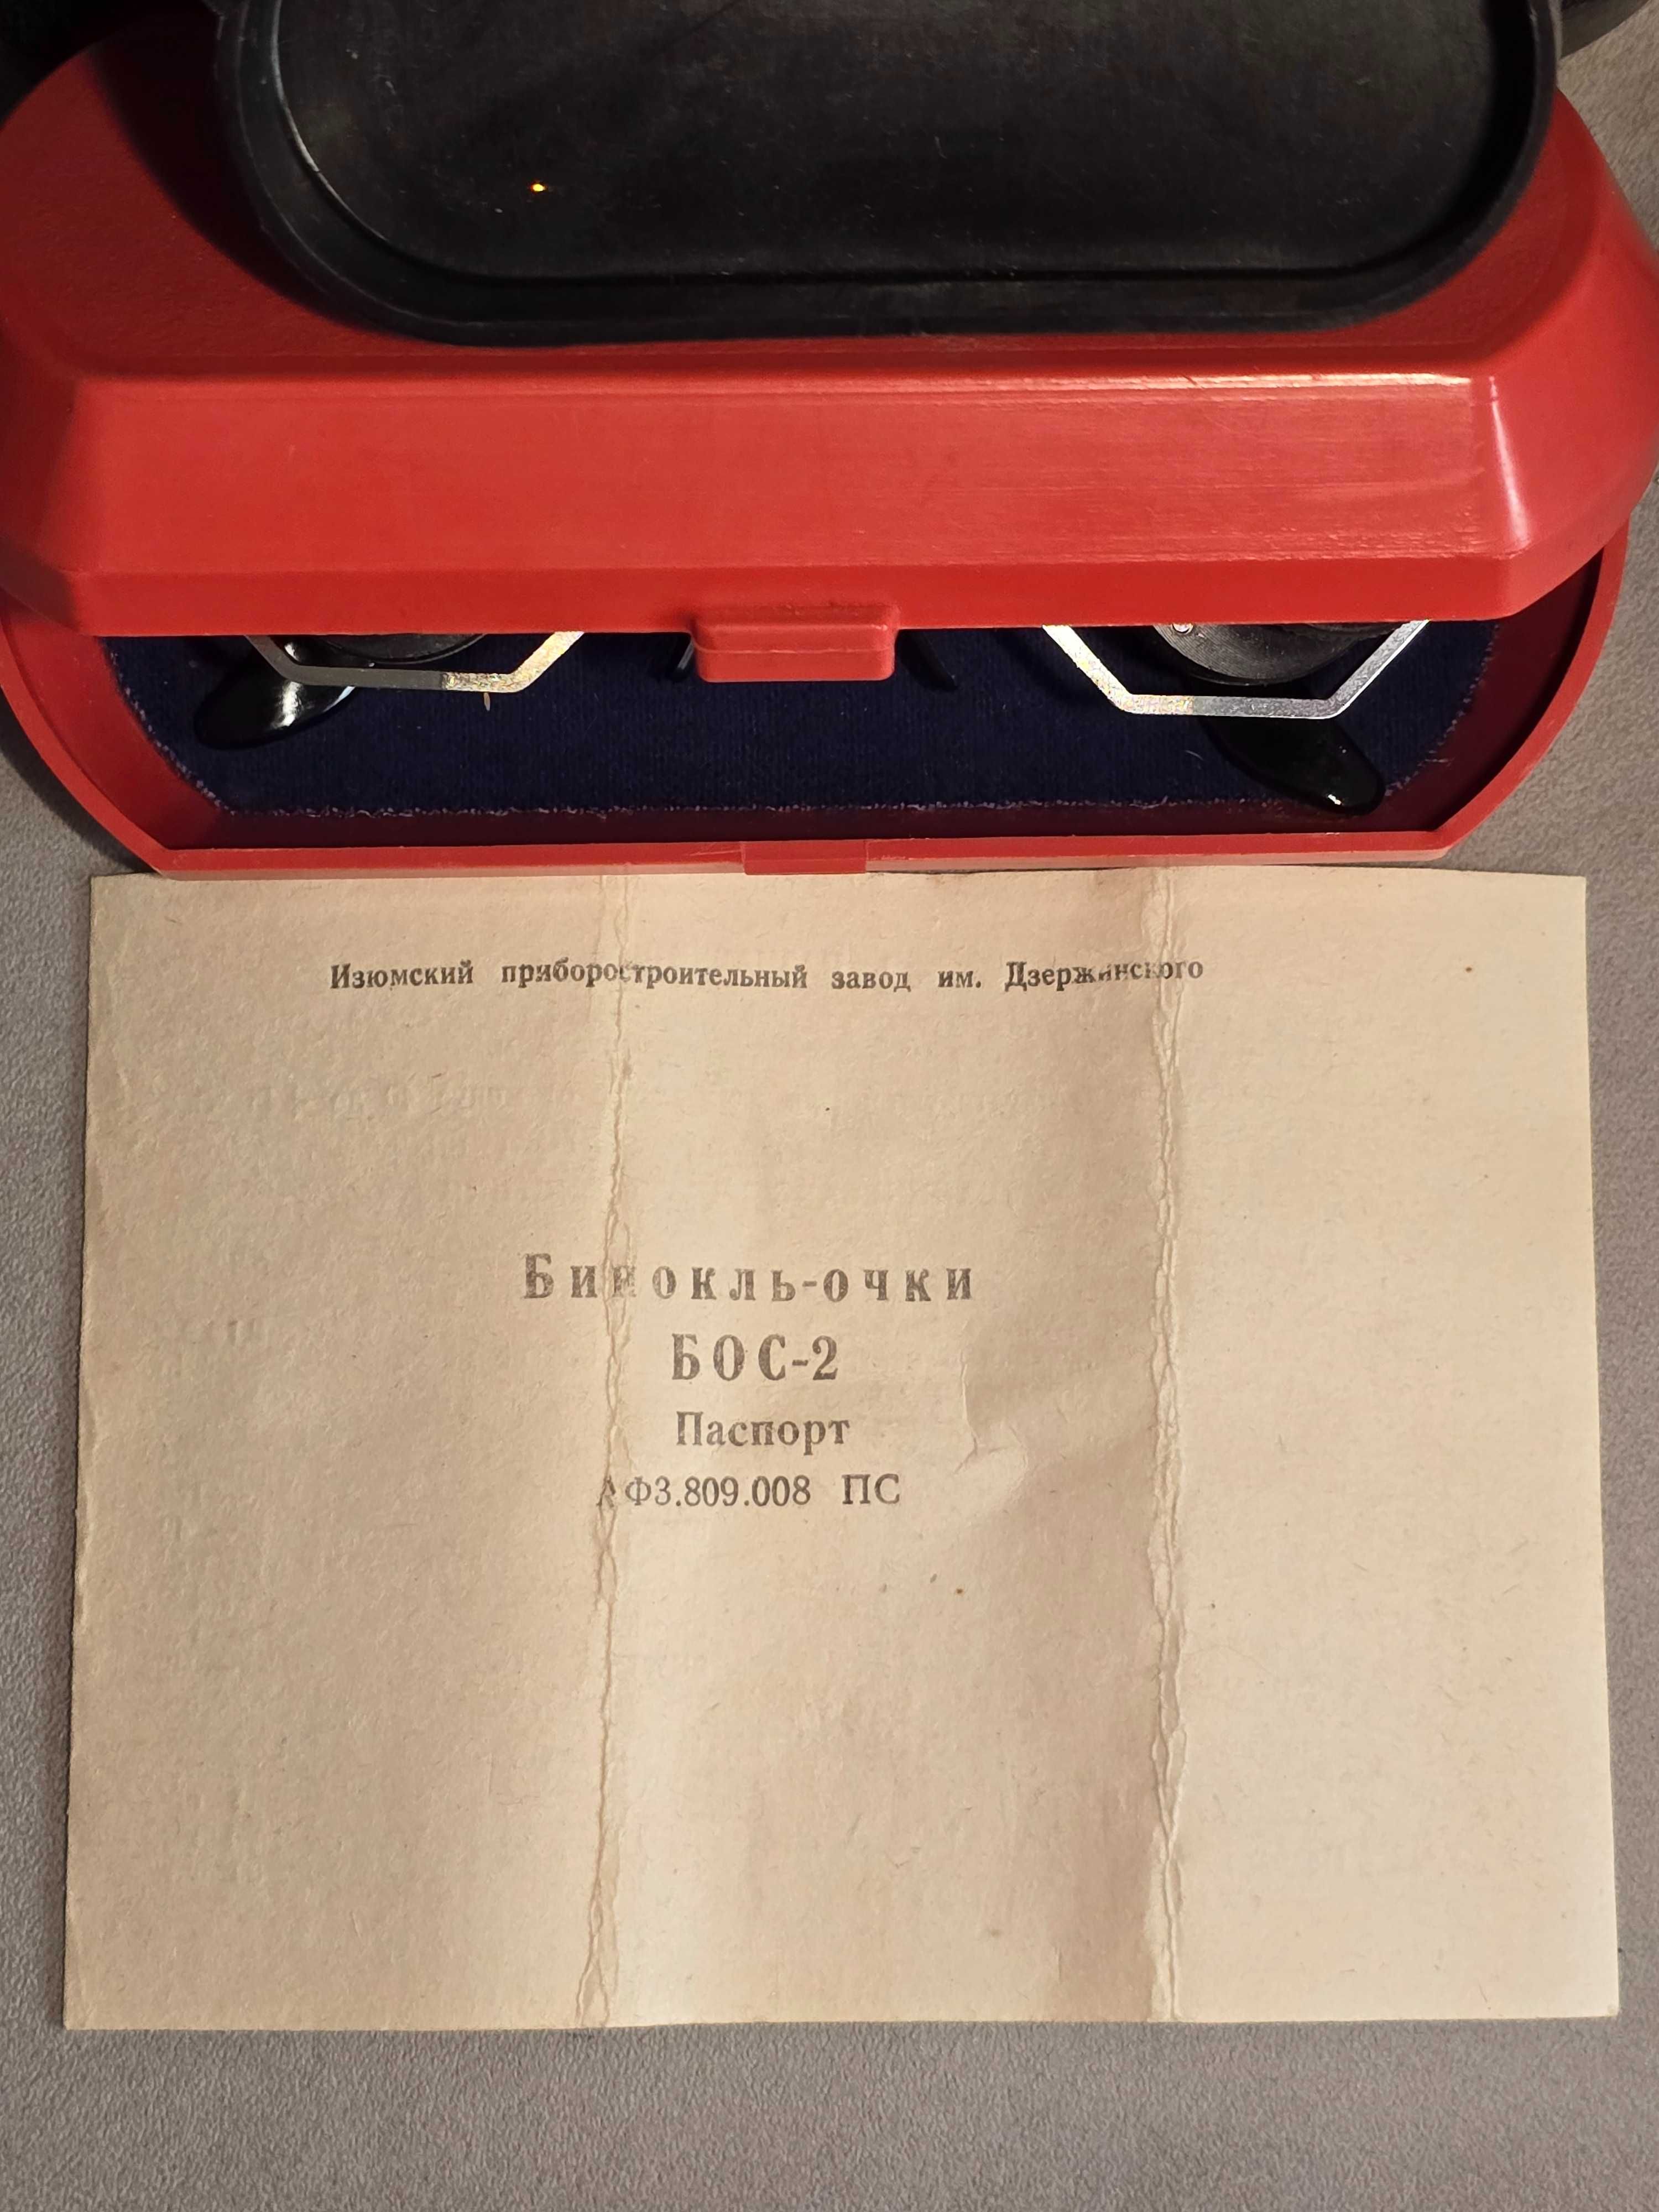 Изюмский приборостроительный завод им. Дзержинского
Бинокль-очки
БОС-2
Паспорт
АФ3.809.008 ПС